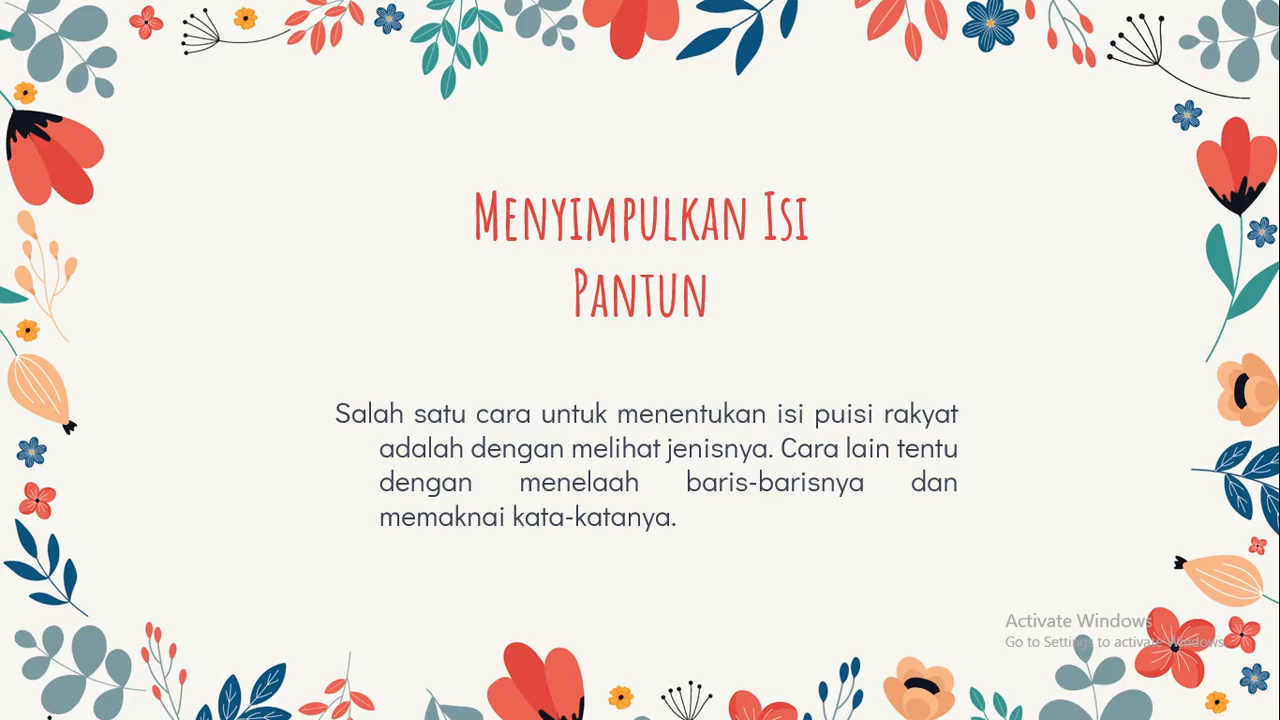 Menyimpulkan Isi
Pantun
Salah satu cara untuk menentukan isi puisi rakyat
adalah dengan melihat jenisnya. Cara lain tentu
dengan menelaah baris-barisnya dan
memaknai kata-katanya.
Activate Windows
Go to Settings to activate Windows.